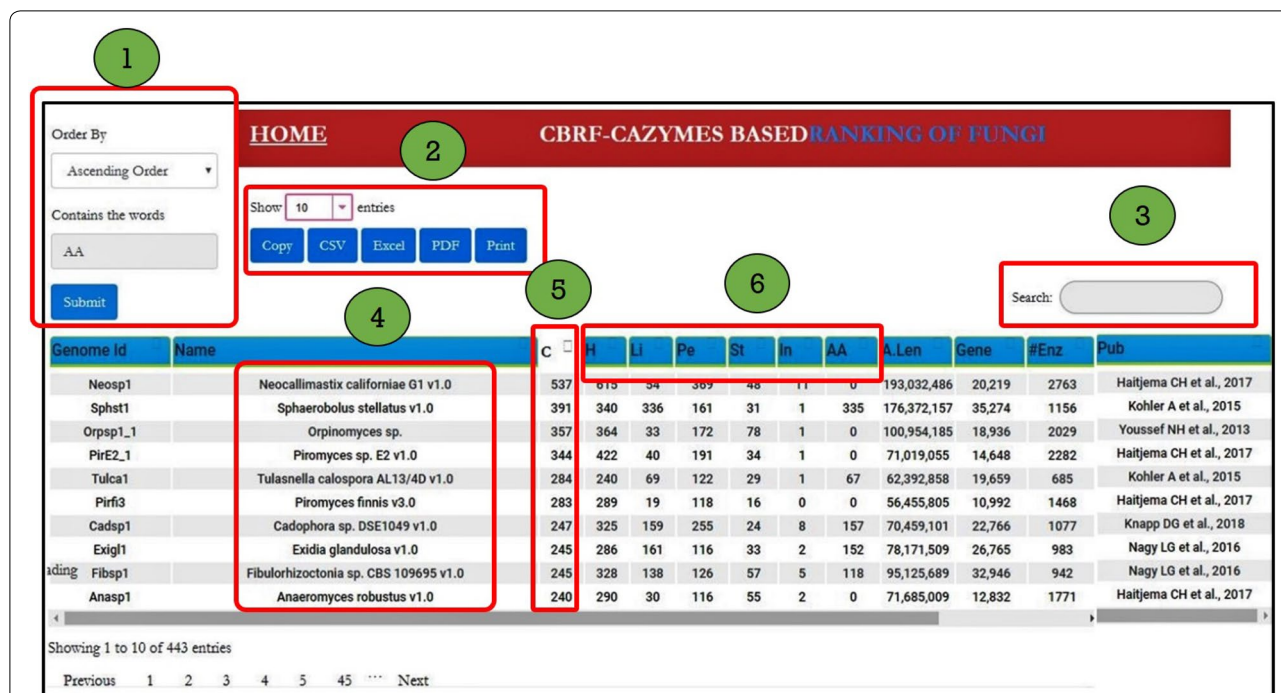 1
Order By
Ascending Order
Contains the words
AA
Submit
HOME
CBRF-CAZYMES BASED RANKING OF FUNGI
2
Show 10 entries
Copy CSV Excel PDF Print
3
Search:
4
5
6
Genome Id Name C H Li Pe St In AA A.Len Gene #Enz Pub
Neosp1 Neocallimastix californiae G1 v1.0 537 615 54 369 48 11 0 193,032,486 20,219 2763 Haitjema CH et al., 2017
Sphst1 Sphaerobolus stellatus v1.0 391 340 336 161 31 1 335 176,372,157 35,274 1156 Kohler A et al., 2015
Orpsp1_1 Orpinomyces sp. 357 364 33 172 78 1 0 100,954,185 18,936 2029 Youssef NH et al., 2013
PirE2_1 Piromyces sp. E2 v1.0 344 422 40 191 34 1 0 71,019,055 14,648 2282 Haitjema CH et al., 2017
Tulca1 Tulasnella calospora AL13/4D v1.0 284 240 69 122 29 1 67 62,392,858 19,659 685 Kohler A et al., 2015
Pirfi3 Piromyces finnis v3.0 283 289 19 118 16 0 0 56,455,805 10,992 1468 Haitjema CH et al., 2017
Cadsp1 Cadophora sp. DSE1049 v1.0 247 325 159 255 24 8 157 70,459,101 22,766 1077 Knapp DG et al., 2018
Exigl1 Exidia glandulosa v1.0 245 286 161 116 33 2 152 78,171,509 26,765 983 Nagy LG et al., 2016
ading Fibsp1 Fibulorhizoctonia sp. CBS 109695 v1.0 245 328 138 126 57 5 118 95,125,689 32,946 942 Nagy LG et al., 2016
Anasp1 Anaeromyces robustus v1.0 240 290 30 116 55 2 0 71,685,009 12,832 1771 Haitjema CH et al., 2017
Showing 1 to 10 of 443 entries
Previous 1 2 3 4 5 45 ... Next